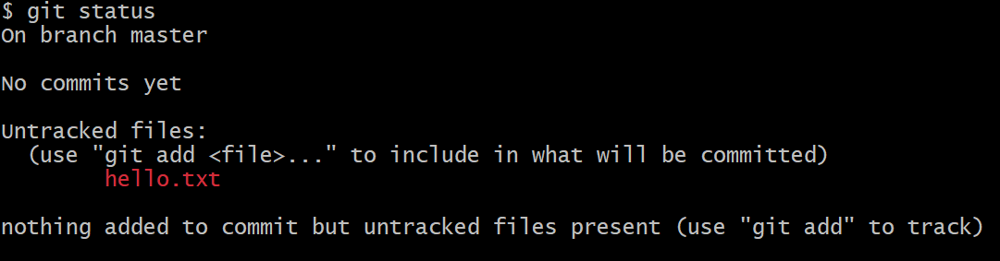 $ git status
On branch master
No commits yet
Untracked files:
(use "git add <file>..." to include in what will be committed)
hello.txt
nothing added to commit but untracked files present (use "git add" to track)